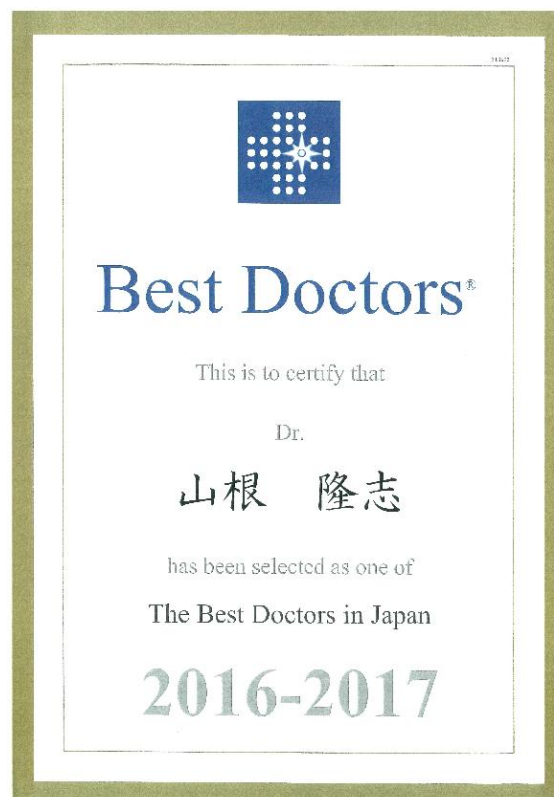 Best Doctors®
This is to certify that
Dr.
山根 隆志
has been selected as one of
The Best Doctors in Japan
2016-2017